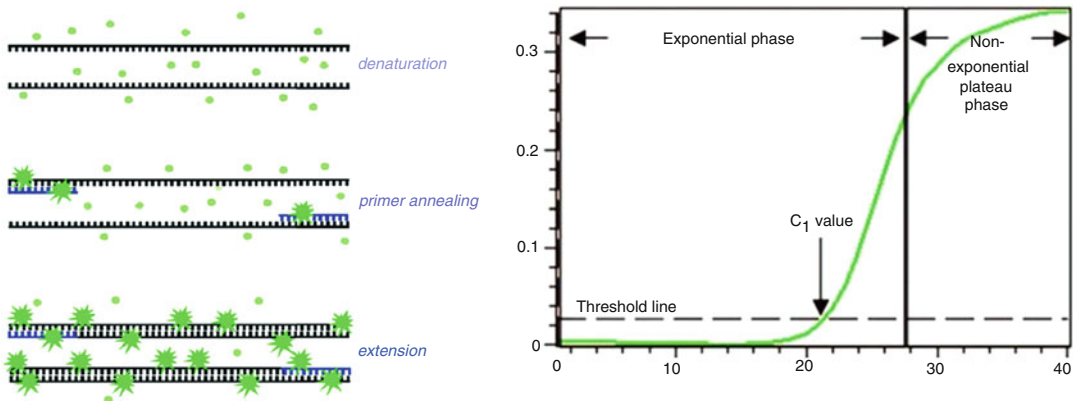 denaturation
primer annealing
extension
0.3
0.2
0.1
0
Exponential phase
Non-
exponential
plateau
phase
C1 value
Threshold line
0 10 20 30 40